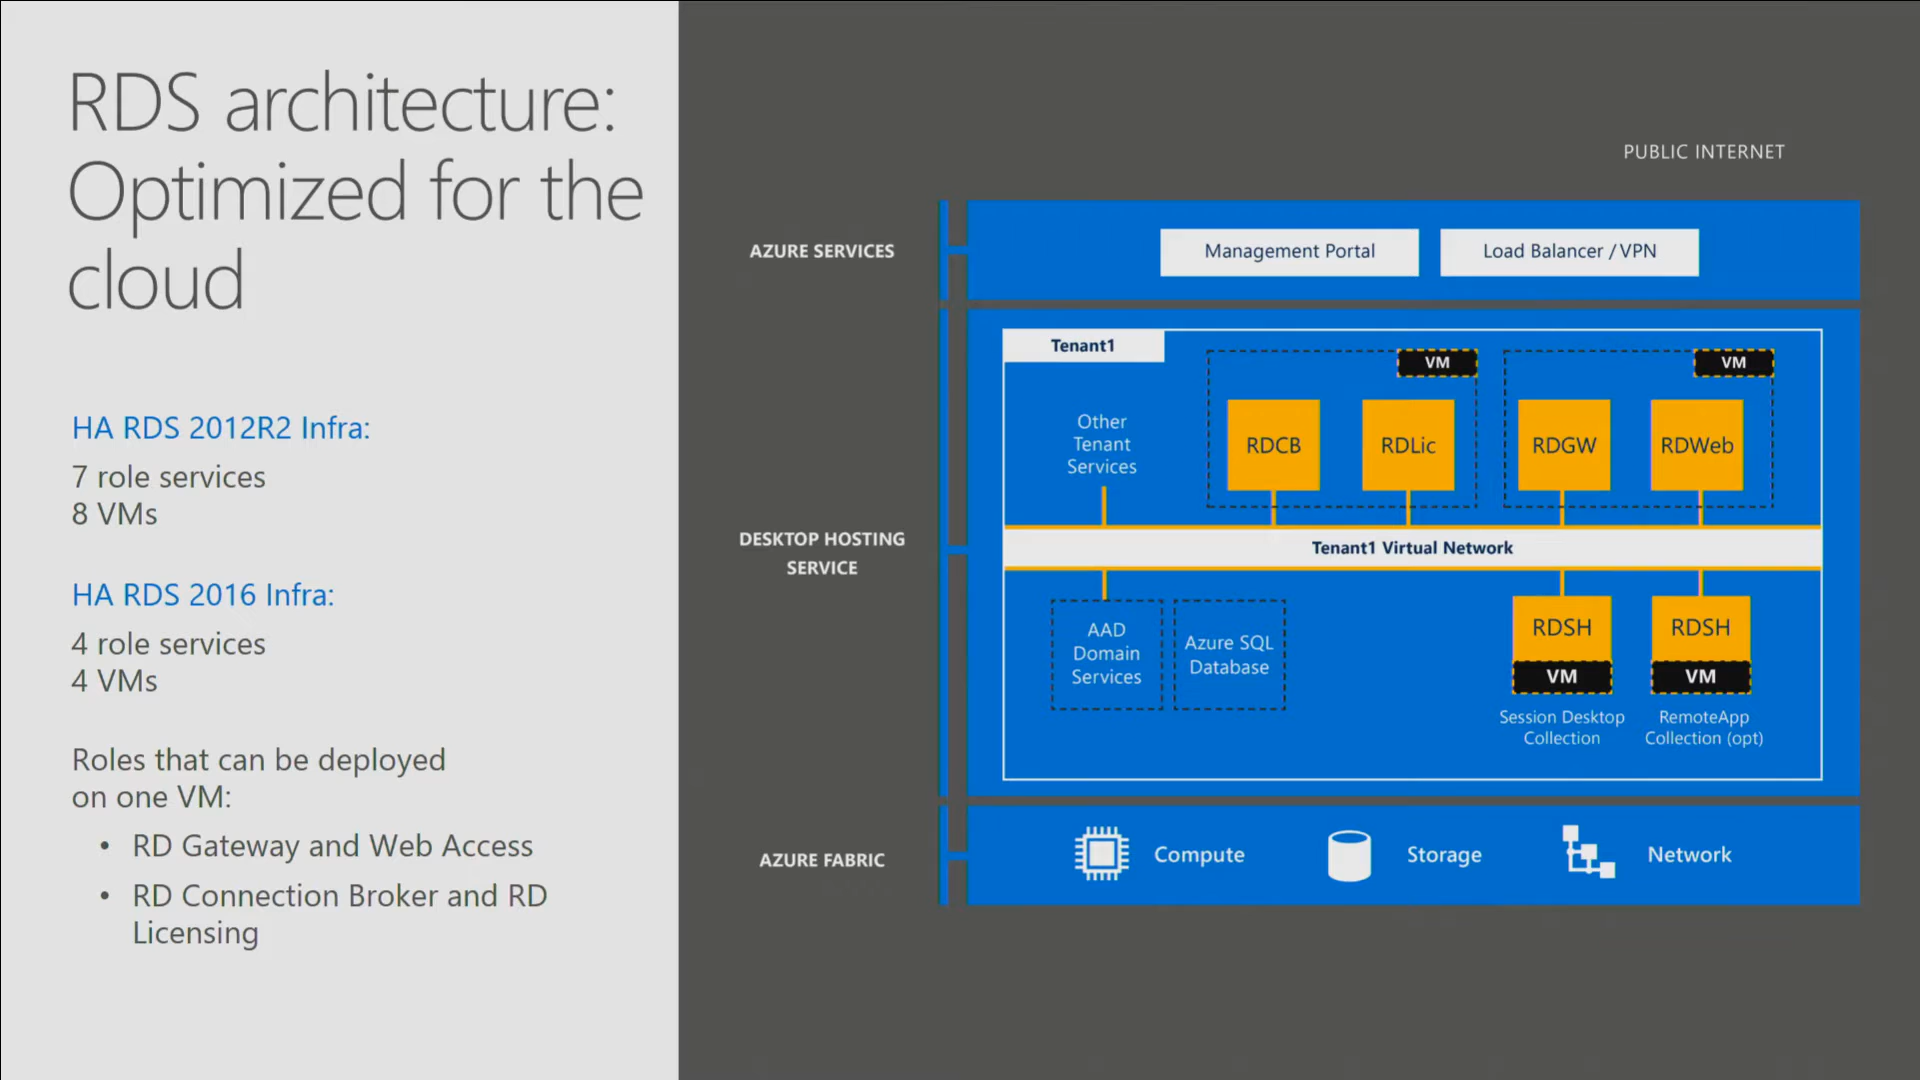 RDS architecture:
Optimized for the
cloud
HA RDS 2012R2 Infra:
7 role services
8 VMs
HA RDS 2016 Infra:
4 role services
4 VMs
Roles that can be deployed
on one VM:
• RD Gateway and Web Access
• RD Connection Broker and RD
Licensing
PUBLIC INTERNET
AZURE SERVICES
Management Portal
Load Balancer / VPN
DESKTOP HOSTING
SERVICE
Tenant1
Other
Tenant
Services
VM
RDCB
RDLic
VM
RDGW
RDWeb
Tenant1 Virtual Network
AAD
Domain
Services
Azure SQL
Database
RDSH
VM
Session Desktop
Collection
RDSH
VM
RemoteApp
Collection (opt)
AZURE FABRIC
Compute
Storage
Network